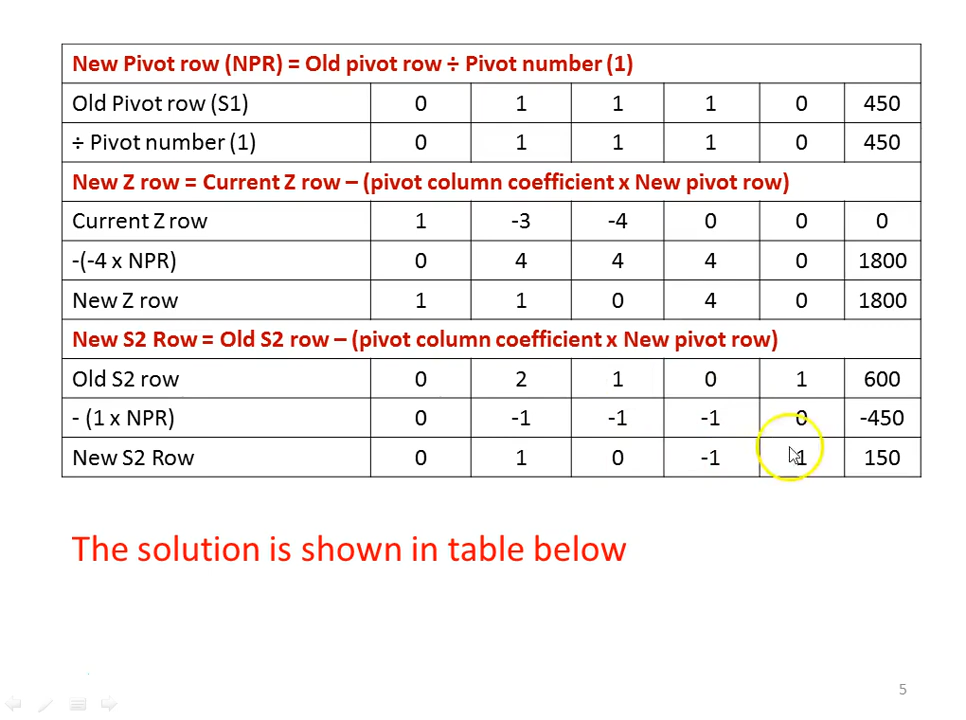 New Pivot row (NPR) = Old pivot row ÷ Pivot number (1)
Old Pivot row (S1) 0 1 1 1 0 450
÷ Pivot number (1) 0 1 1 1 0 450
New Z row = Current Z row – (pivot column coefficient x New pivot row)
Current Z row 1 -3 -4 0 0 0
-(-4 x NPR) 0 4 4 4 0 1800
New Z row 1 1 0 4 0 1800
New S2 Row = Old S2 row – (pivot column coefficient x New pivot row)
Old S2 row 0 2 1 0 1 600
- (1 x NPR) 0 -1 -1 -1 0 -450
New S2 Row 0 1 0 -1 1 150
The solution is shown in table below
5